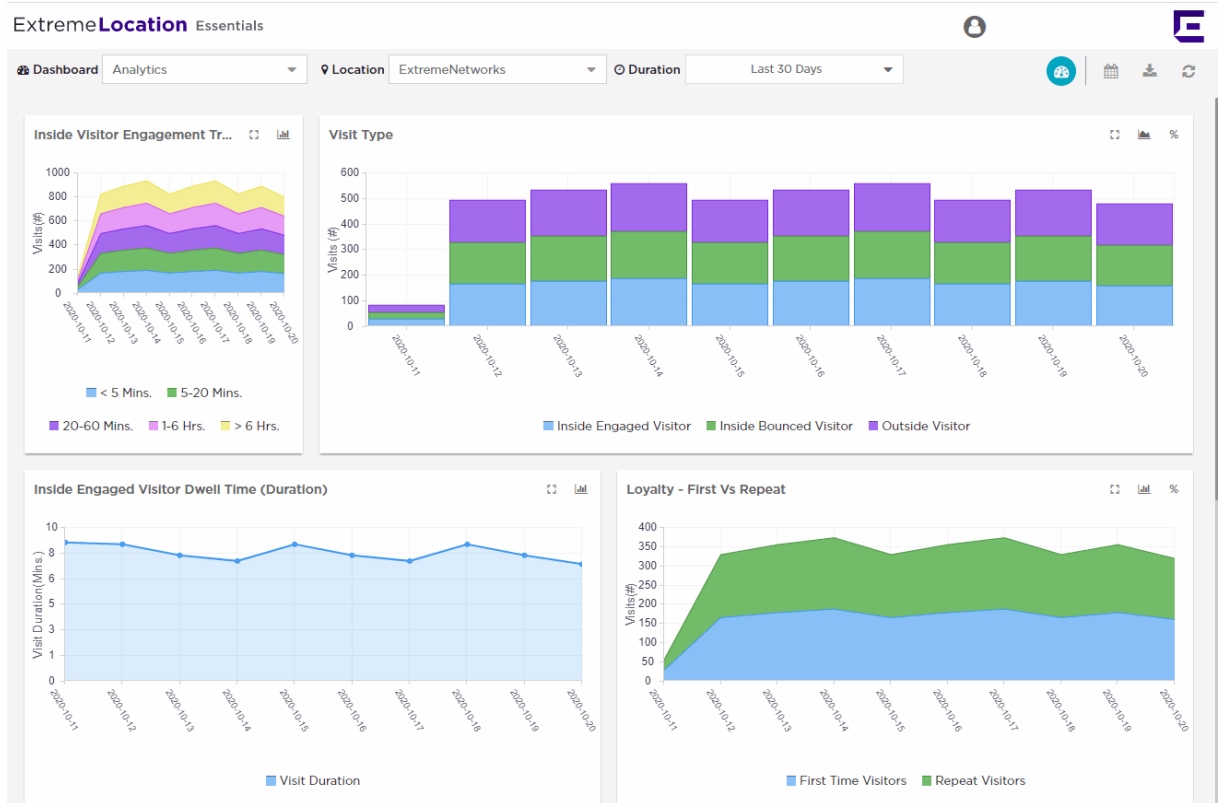 ExtremeLocation Essentials
Dashboard Analytics Location ExtremeNetworks Duration Last 30 Days
Inside Visitor Engagement Tr...
1000
800
600
400
200
0
Visits(#)
2020-10-11 2020-10-12 2020-10-13 2020-10-14 2020-10-15 2020-10-16 2020-10-17 2020-10-18 2020-10-19 2020-10-20
< 5 Mins. 5-20 Mins.
20-60 Mins. 1-6 Hrs. > 6 Hrs.
Visit Type %
600
500
400
300
200
100
0
Visits (#)
2020-10-11 2020-10-12 2020-10-13 2020-10-14 2020-10-15 2020-10-16 2020-10-17 2020-10-18 2020-10-19 2020-10-20
Inside Engaged Visitor Inside Bounced Visitor Outside Visitor
Inside Engaged Visitor Dwell Time (Duration)
10
8
6
5
3
1
0
Visit Duration(Mins.)
2020-10-11 2020-10-12 2020-10-13 2020-10-14 2020-10-15 2020-10-16 2020-10-17 2020-10-18 2020-10-19 2020-10-20
Visit Duration
Loyalty - First Vs Repeat %
400
350
300
250
200
150
100
50
0
Visits(#)
2020-10-11 2020-10-12 2020-10-13 2020-10-14 2020-10-15 2020-10-16 2020-10-17 2020-10-18 2020-10-19 2020-10-20
First Time Visitors Repeat Visitors